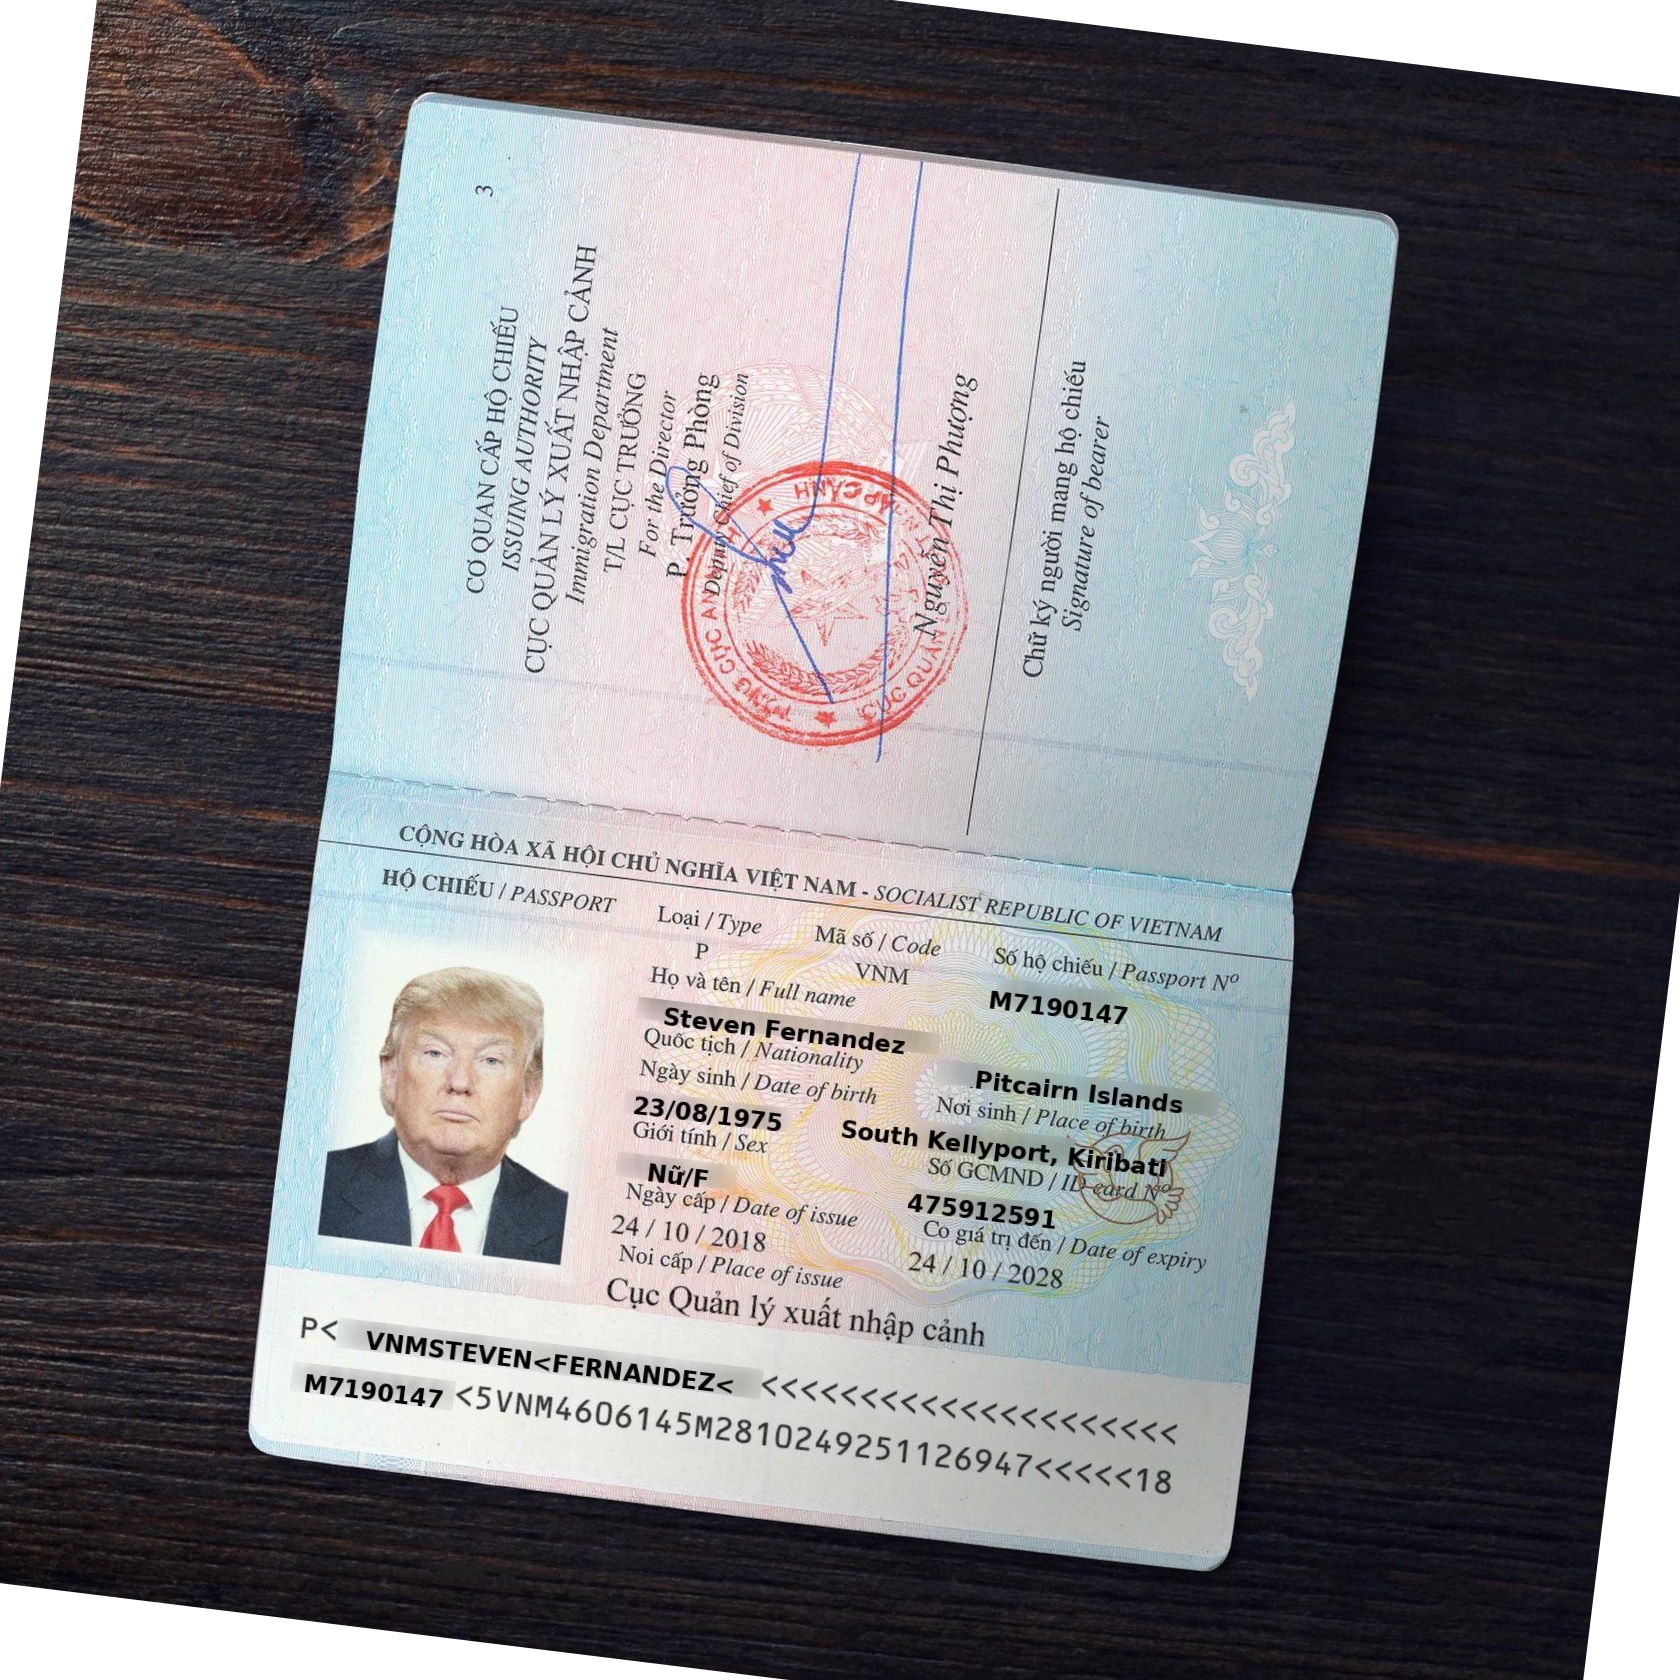 3
CƠ QUAN CẤP HỘ CHIẾU
ISSUING AUTHORITY
CỤC QUẢN LÝ XUẤT NHẬP CẢNH
Immigration Department
T/L CỤC TRƯỞNG
For the Director
P. Trưởng Phòng
Deputy Chief of Division
Nguyễn Thị Phượng
Chữ ký người mang hộ chiếu
Signature of bearer
CỘNG HÒA XÃ HỘI CHỦ NGHĨA VIỆT NAM - SOCIALIST REPUBLIC OF VIETNAM
HỘ CHIẾU / PASSPORT
Loại / Type
Mã số / Code
Số hộ chiếu / Passport Nº
P
VNM
M7190147
Họ và tên / Full name
Steven Fernandez
Quốc tịch / Nationality
Pitcairn Islands
Ngày sinh / Date of birth
Nơi sinh / Place of birth
23/08/1975
South Kellyport, Kiribati
Giới tính / Sex
Số GCMND / ID card Nº
Nữ/F
475912591
Ngày cấp / Date of issue
Co giá trị đến / Date of expiry
24 / 10 / 2018
24 / 10 / 2028
Noi cấp / Place of issue
Cục Quản lý xuất nhập cảnh
P< VNMSTEVEN<FERNANDEZ< <<<<<<<<<<<<<<<<<<<<<
M7190147 <5VNM4606145M2810249251126947<<<<<18